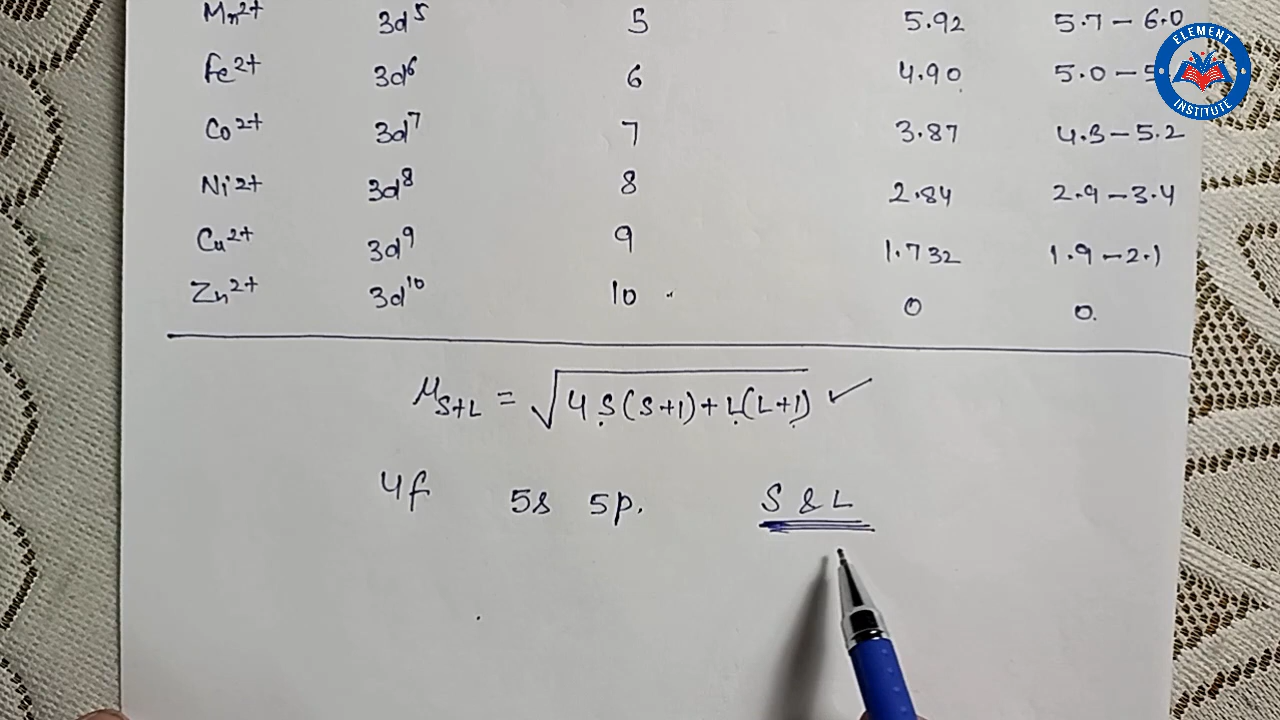 Mn2+ 3d5 5 5.92 5.7 - 6.0
Fe2+ 3d6 6 4.90 5.0 - 5
Co2+ 3d7 7 3.87 4.3 - 5.2
Ni2+ 3d8 8 2.84 2.9 - 3.4
Cu2+ 3d9 9 1.732 1.9 - 2.1
Zn2+ 3d10 10 0 0.
μS+L = √4S(S+1)+L(L+1) ✓
4f 5s 5p. S & L
ELEMENT
INSTITUTE